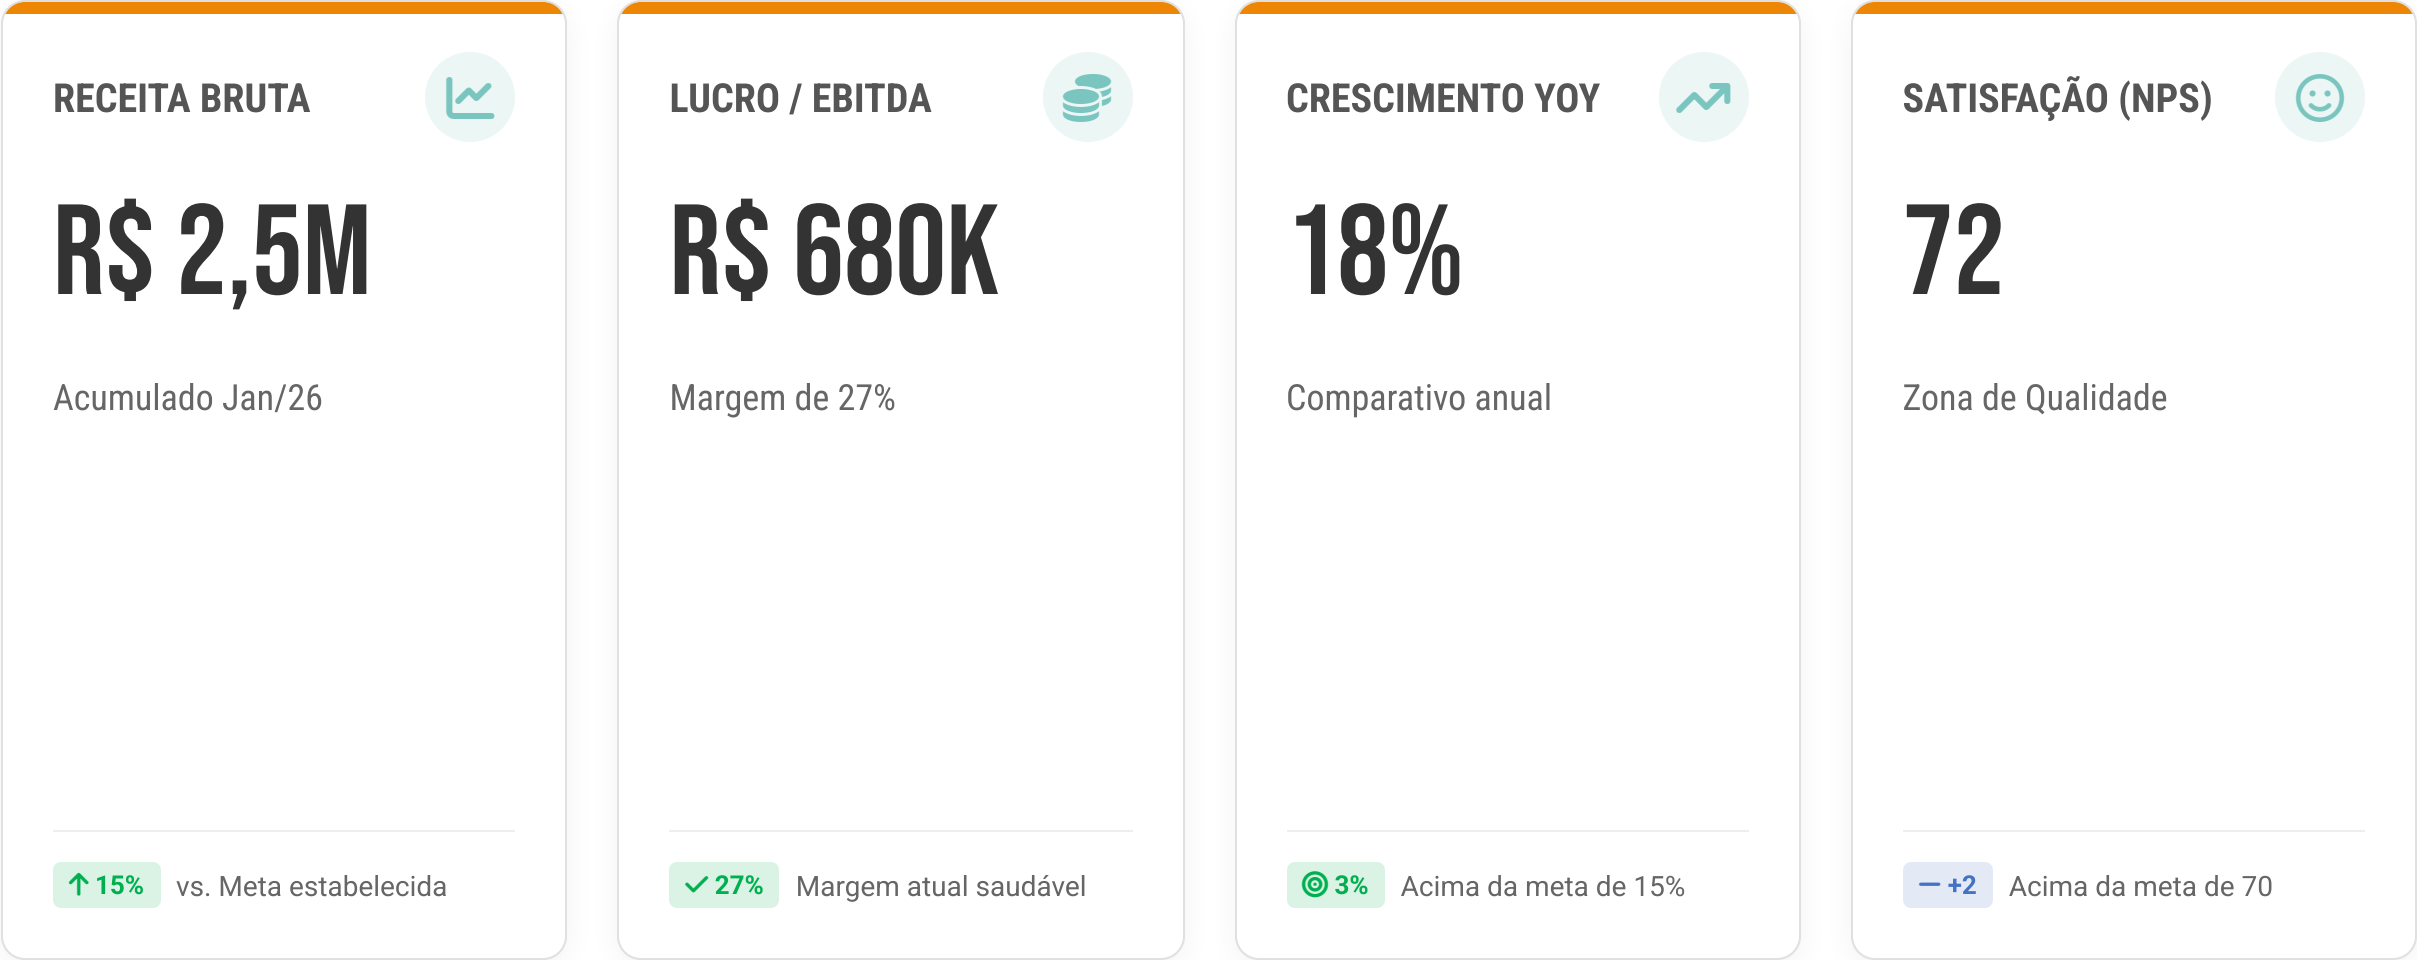 RECEITA BRUTA
R$ 2,5M
Acumulado Jan/26
15% vs. Meta estabelecida
LUCRO / EBITDA
R$ 680K
Margem de 27%
27% Margem atual saudável
CRESCIMENTO YOY
18%
Comparativo anual
3% Acima da meta de 15%
SATISFAÇÃO (NPS)
72
Zona de Qualidade
+2 Acima da meta de 70